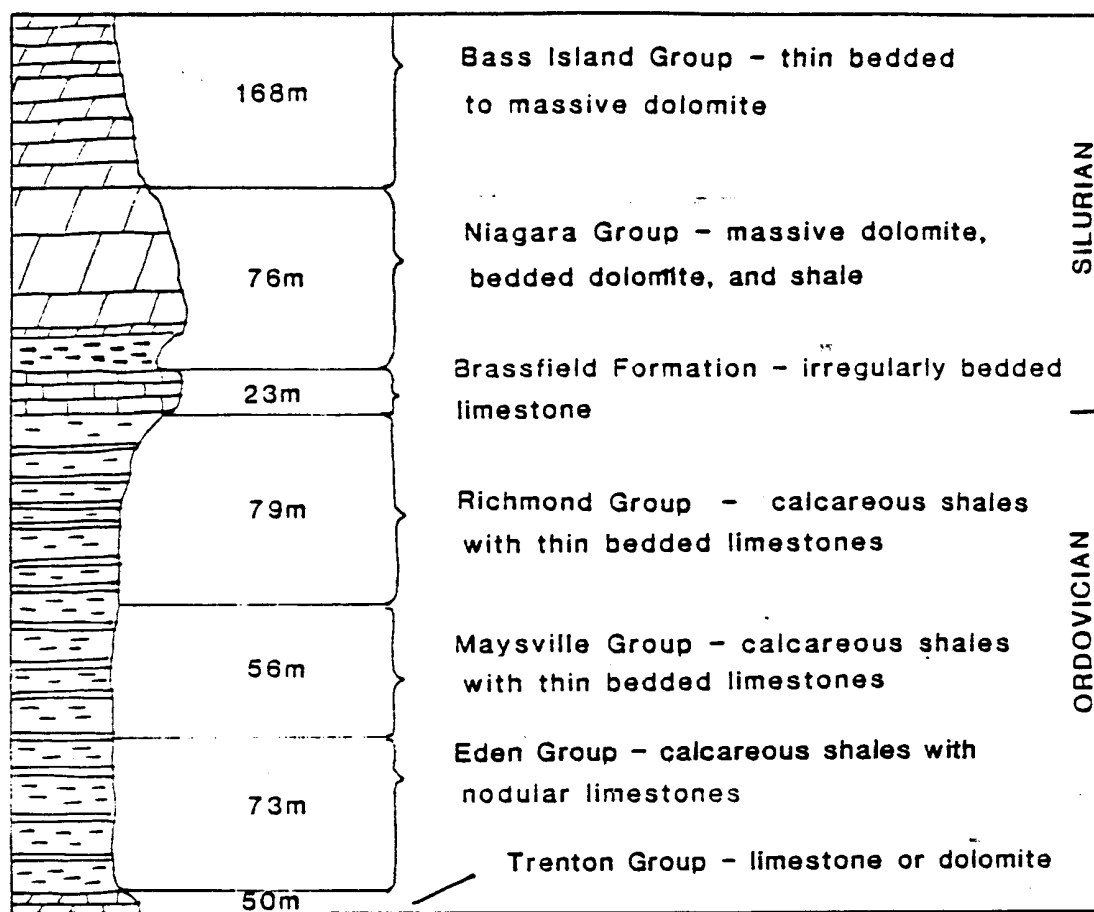 168m
Bass Island Group – thin bedded
to massive dolomite
SILURIAN
76m
Niagara Group – massive dolomite,
bedded dolomite, and shale
23m
Brassfield Formation – irregularly bedded
limestone
79m
Richmond Group – calcareous shales
with thin bedded limestones
ORDOVICIAN
56m
Maysville Group – calcareous shales
with thin bedded limestones
73m
Eden Group – calcareous shales with
nodular limestones
50m
Trenton Group – limestone or dolomite